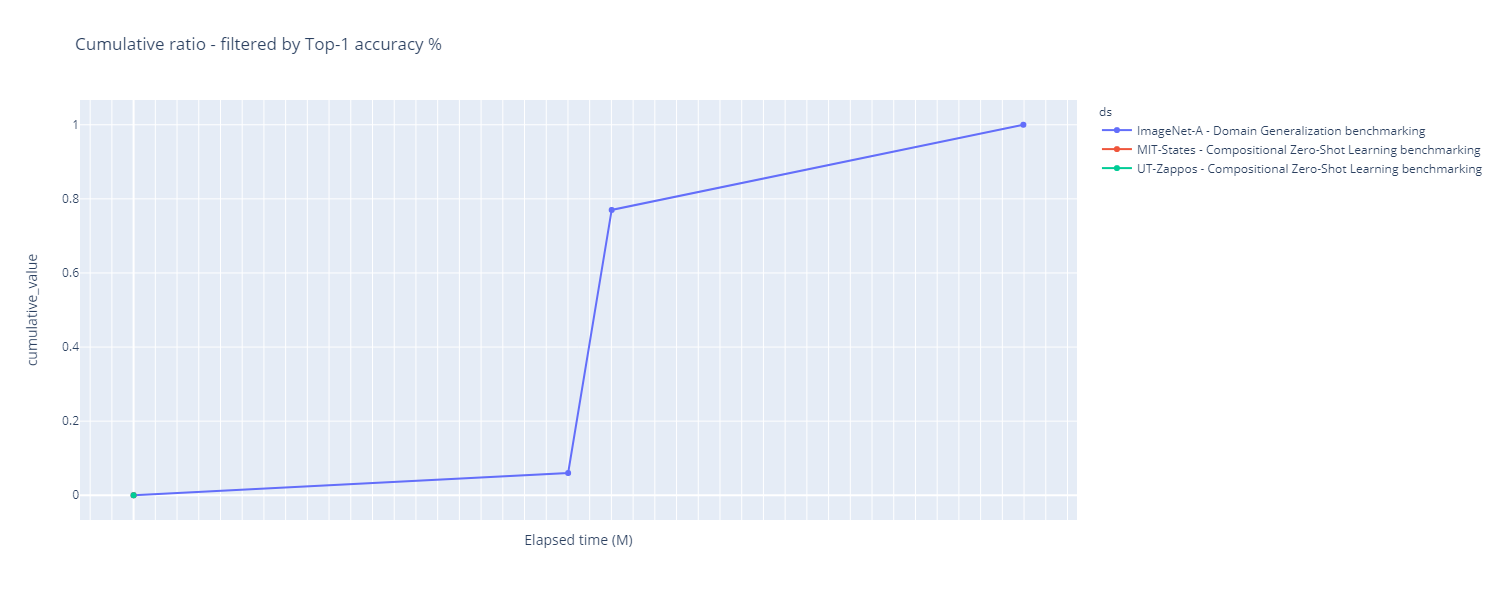 Cumulative ratio - filtered by Top-1 accuracy %
ds
ImageNet-A - Domain Generalization benchmarking
MIT-States - Compositional Zero-Shot Learning benchmarking
UT-Zappos - Compositional Zero-Shot Learning benchmarking
cumulative_value
1
0.8
0.6
0.4
0.2
0
Elapsed time (M)